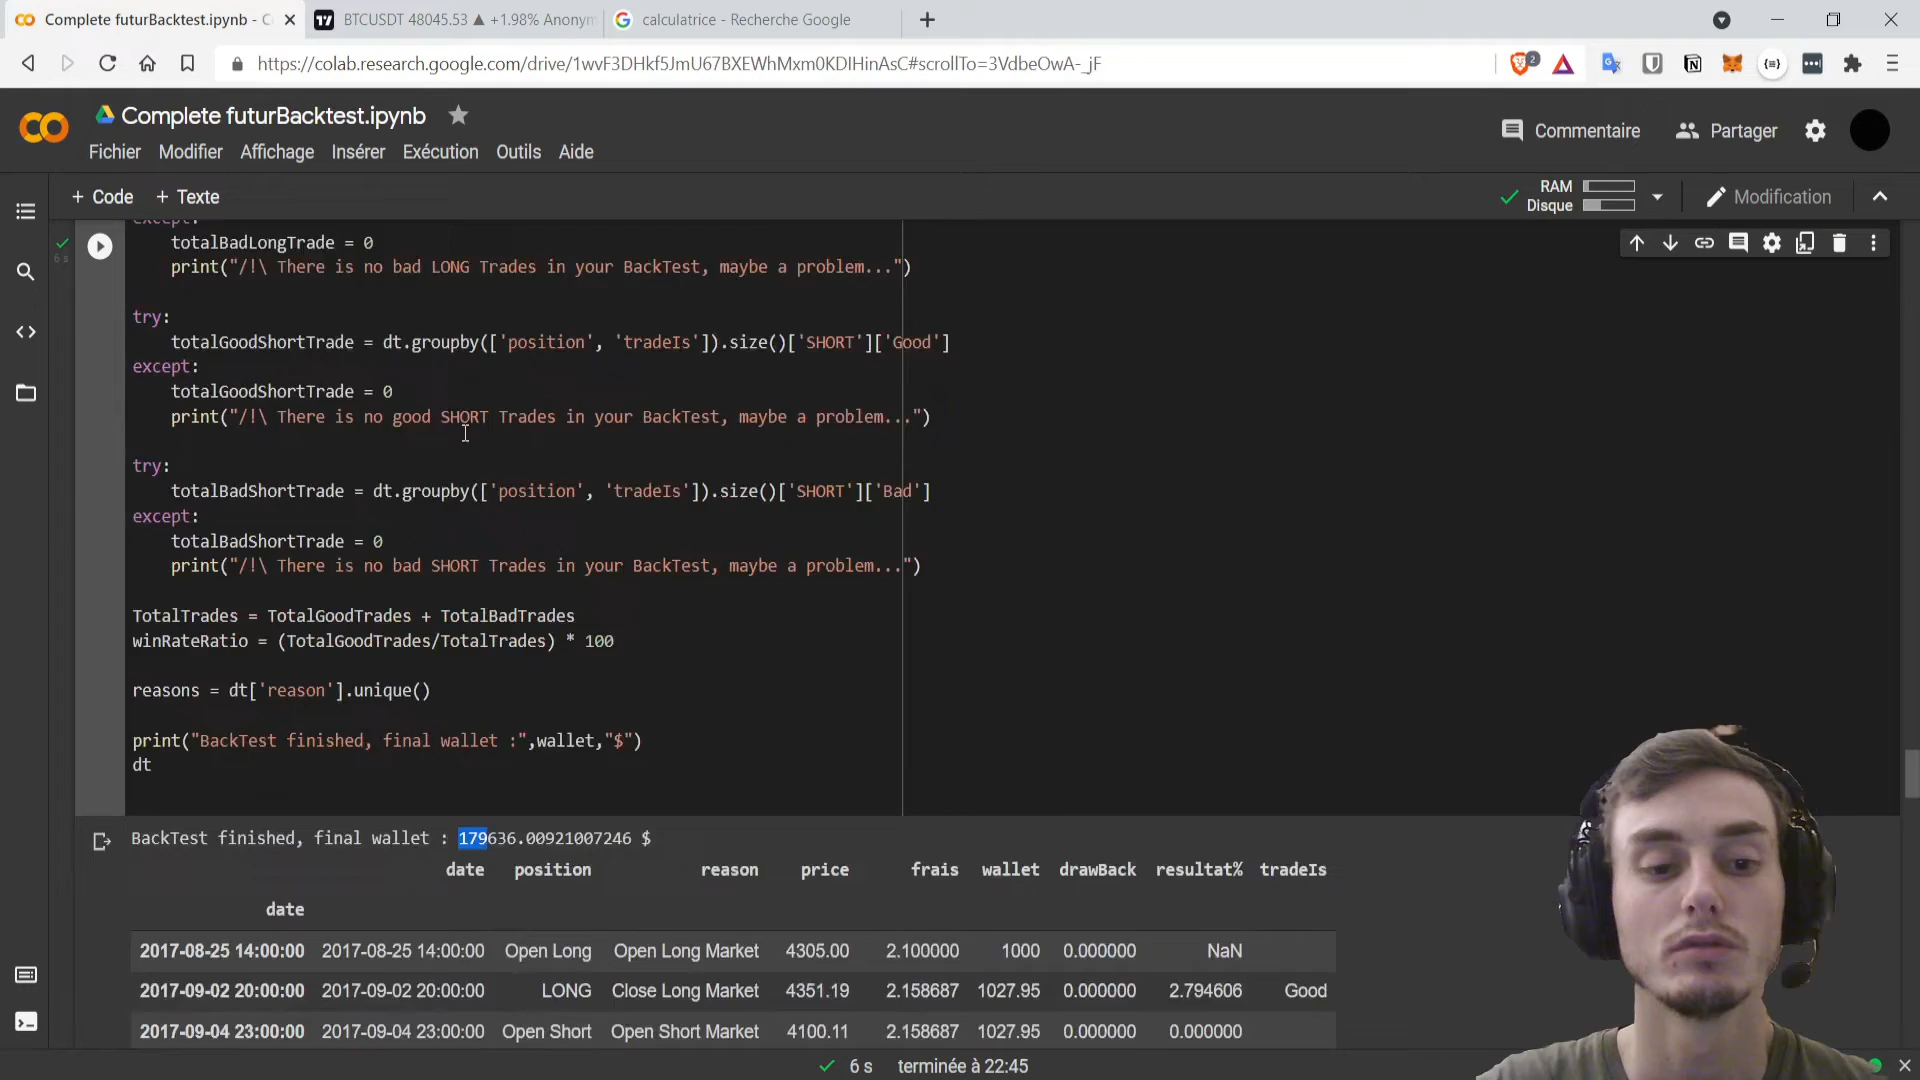 Complete futurBacktest.ipynb - C
BTCUSDT 48045.53 ▲ +1.98% Anonym
calculatrice - Recherche Google
https://colab.research.google.com/drive/1wvF3DHkf5JmU67BXEWhMxm0KDIHinAsC#scrollTo=3VdbeOwA-_jF
2
Complete futurBacktest.ipynb
Commentaire
Partager
Fichier Modifier Affichage Insérer Exécution Outils Aide
+ Code + Texte
RAM
Disque
Modification
except:
6 s
totalBadLongTrade = 0
print("/!\ There is no bad LONG Trades in your BackTest, maybe a problem...")
try:
totalGoodShortTrade = dt.groupby(['position', 'tradeIs']).size()['SHORT']['Good']
except:
totalGoodShortTrade = 0
print("/!\ There is no good SHORT Trades in your BackTest, maybe a problem...")
try:
totalBadShortTrade = dt.groupby(['position', 'tradeIs']).size()['SHORT']['Bad']
except:
totalBadShortTrade = 0
print("/!\ There is no bad SHORT Trades in your BackTest, maybe a problem...")
TotalTrades = TotalGoodTrades + TotalBadTrades
winRateRatio = (TotalGoodTrades/TotalTrades) * 100
reasons = dt['reason'].unique()
print("BackTest finished, final wallet :",wallet,"$")
dt
BackTest finished, final wallet : 179636.00921007246 $
date position reason price frais wallet drawBack resultat% tradeIs
date
2017-08-25 14:00:00 2017-08-25 14:00:00 Open Long Open Long Market 4305.00 2.100000 1000 0.000000 NaN
2017-09-02 20:00:00 2017-09-02 20:00:00 LONG Close Long Market 4351.19 2.158687 1027.95 0.000000 2.794606 Good
2017-09-04 23:00:00 2017-09-04 23:00:00 Open Short Open Short Market 4100.11 2.158687 1027.95 0.000000 0.000000
6 s terminée à 22:45